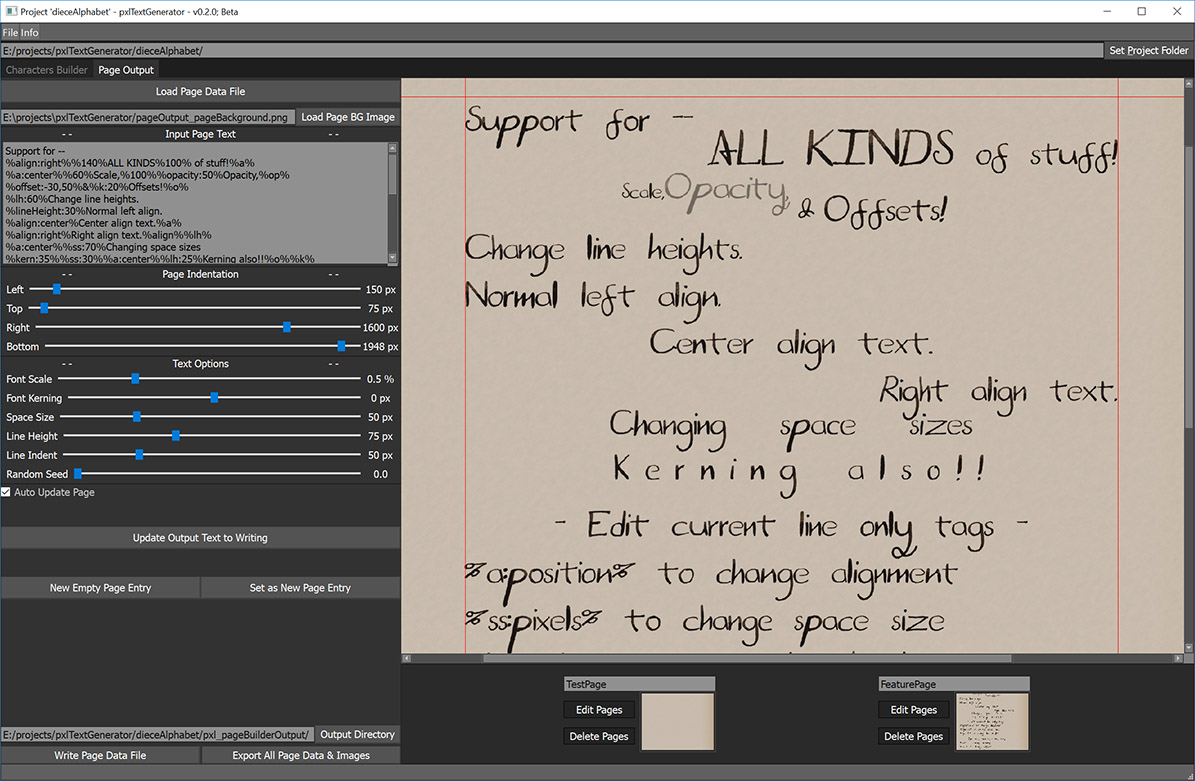 Project 'dieceAlphabet' - pxlTextGenerator - v0.2.0; Beta
File Info
E:/projects/pxlTextGenerator/dieceAlphabet/
Set Project Folder
Characters Builder
Page Output
Load Page Data File
E:\projects\pxlTextGenerator/pageOutput_pageBackground.png
Load Page BG Image
- - Input Page Text - -
Support for --
%align:right%%140%ALL KINDS%100% of stuff!%a%
%a:center%%60%Scale,%100%%opacity:50%Opacity,%op%
%offset:-30,50%&%k:20%Offsets!%o%
%lh:60%Change line heights.
%lineHeight:30%Normal left align.
%align:center%Center align text.%a%
%align:right%Right align text.%align%%lh%
%a:center%%ss:70%Changing space sizes
%kern:35%%ss:30%%a:center%%lh:25%Kerning also!!%o%%k%
- - Page Indentation - -
Left 150 px
Top 75 px
Right 1600 px
Bottom 1948 px
- - Text Options - -
Font Scale 0.5 %
Font Kerning 0 px
Space Size 50 px
Line Height 75 px
Line Indent 50 px
Random Seed 0.0
Auto Update Page
Update Output Text to Writing
New Empty Page Entry
Set as New Page Entry
E:/projects/pxlTextGenerator/dieceAlphabet/pxl_pageBuilderOutput/
Output Directory
Write Page Data File
Export All Page Data & Images
Support for --
ALL KINDS of stuff!
Scale,Opacity, & Offsets!
Change line heights.
Normal left align.
Center align text.
Right align text.
Changing space sizes
Kerning also!!
- Edit current line only tags -
%a:position% to change alignment
%ss:pixels% to change space size
TestPage
Edit Pages
Delete Pages
FeaturePage
Edit Pages
Delete Pages